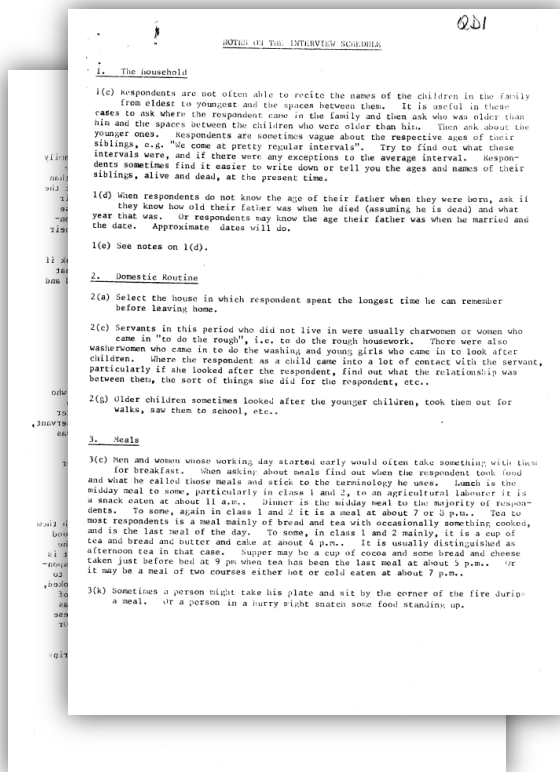 QD1
NOTES ON THE INTERVIEW SCHEDULE
1. The Household
1(c) Respondents are not often able to recite the names of the children in the family
from eldest to youngest and the spaces between them. It is useful in these
cases to ask where the respondent came in the family and then ask who was older than
him and the spaces between the children who were older than him. Then ask about the
younger ones. Respondents are sometimes vague about the respective ages of their
siblings, e.g. "We come at pretty regular intervals". Try to find out what these
intervals were, and if there were any exceptions to the average interval. Respon-
dents sometimes find it easier to write down or tell you the ages and names of their
siblings, alive and dead, at the present time.
1(d) When respondents do not know the age of their father when they were born, ask if
they know how old their father was when he died (assuming he is dead) and what
year that was. Or respondents may know the age their father was when he married and
the date. Approximate dates will do.
1(e) See notes on 1(d).
2. Domestic Routine
2(a) Select the house in which respondent spent the longest time he can remember
before leaving home.
2(c) Servants in this period who did not live in were usually charwomen or women who
came in "to do the rough", i.e. to do the rough housework. There were also
washerwomen who came in to do the washing and young girls who came in to look after
children. Where the respondent as a child came into a lot of contact with the servant,
particularly if she looked after the respondent, find out what the relationship was
between them, the sort of things she did for the respondent, etc..
2(g) Older children sometimes looked after the younger children, took them out for
walks, saw them to school, etc..
3. Meals
3(c) Men and women whose working day started early would often take something with them
for breakfast. When asking about meals find out when the respondent took food
and what he called those meals and stick to the terminology he uses. Lunch is the
midday meal to some, particularly in class 1 and 2, to an agricultural labourer it is
a snack eaten at about 11 a.m.. Dinner is the midday meal to the majority of respon-
dents. To some, again in class 1 and 2 it is a meal at about 7 or 8 p.m.. Tea to
most respondents is a meal mainly of bread and tea with occasionally something cooked,
and is the last meal of the day. To some, in class 1 and 2 mainly, it is a cup of
tea and bread and butter and cake at about 4 p.m.. It is usually distinguished as
afternoon tea in that case. Supper may be a cup of cocoa and some bread and cheese
taken just before bed at 9 pm when tea has been the last meal at about 5 p.m.. Or
it may be a meal of two courses either hot or cold eaten at about 7 p.m..
3(k) Sometimes a person might take his plate and sit by the corner of the fire during
a meal. Or a person in a hurry might snatch some food standing up.